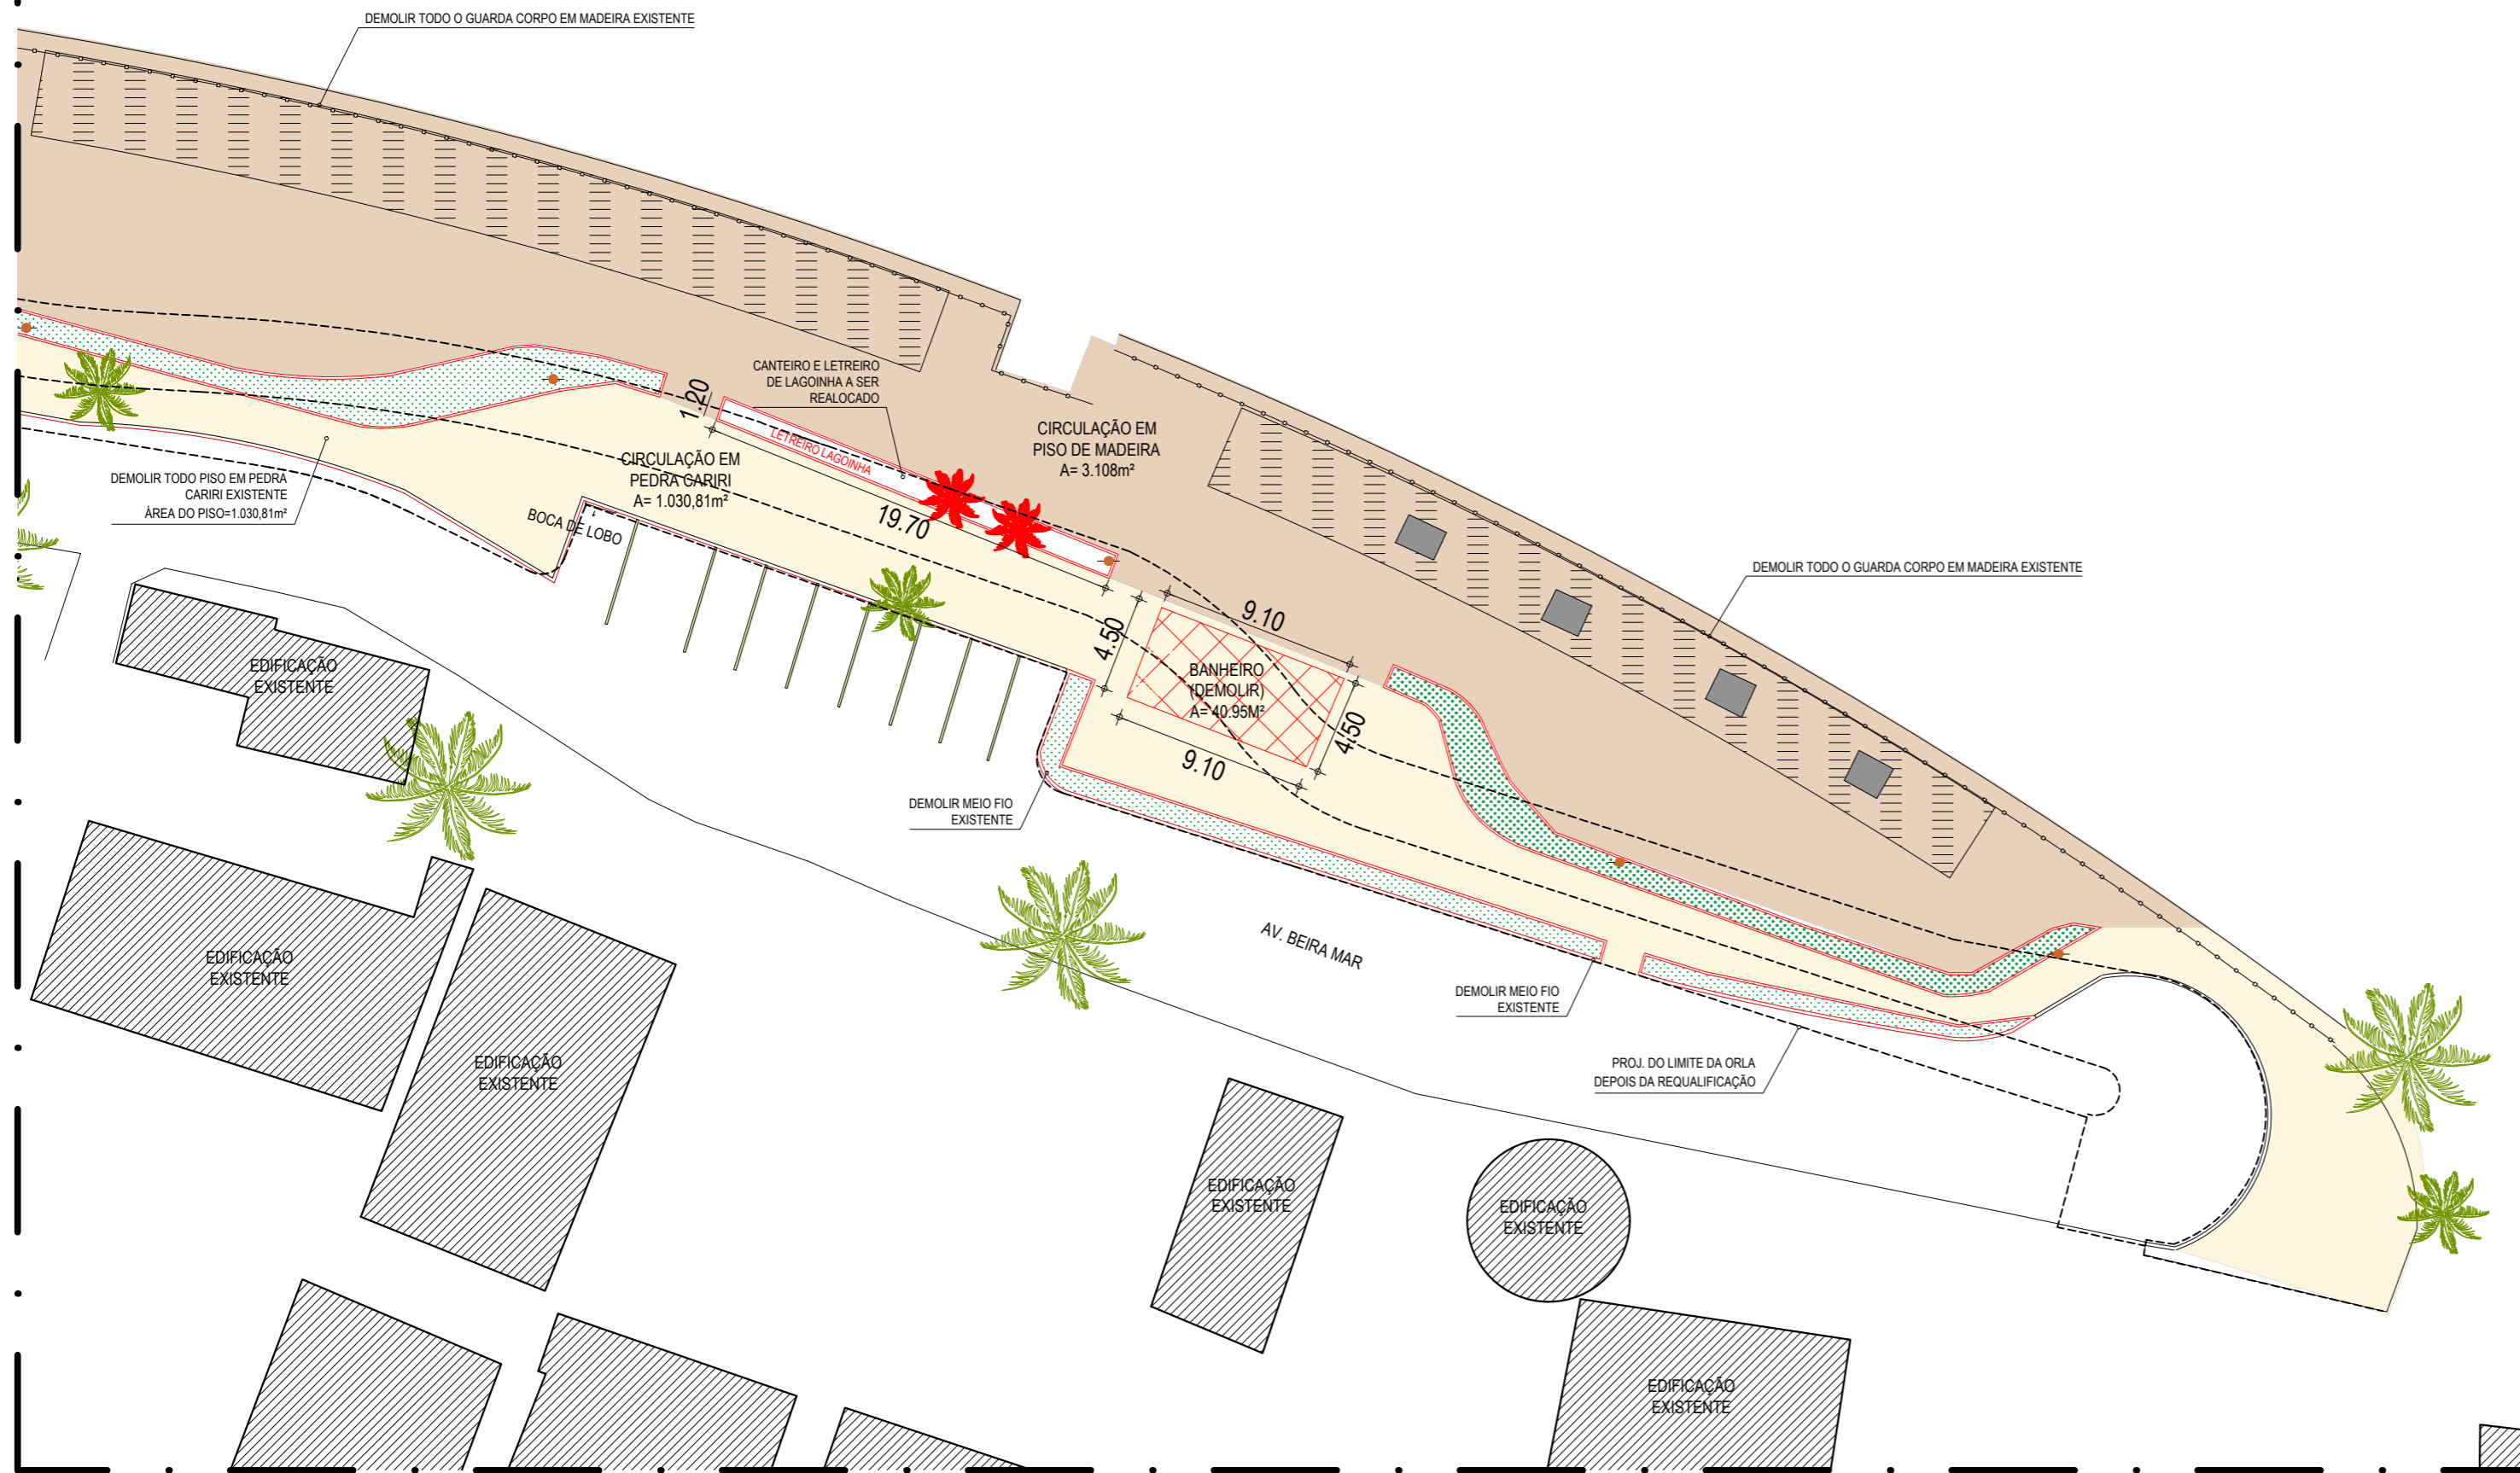 DEMOLIR TODO O GUARDA CORPO EM MADEIRA EXISTENTE
CANTEIRO E LETREIRO
DE LAGOINHA A SER
REALOCADO
1.20
LETREIRO LAGOINHA
CIRCULAÇÃO EM
PISO DE MADEIRA
A= 3.108m²
CIRCULAÇÃO EM
PEDRA CARIRI
A= 1.030,81m²
DEMOLIR TODO PISO EM PEDRA
CARIRI EXISTENTE
ÁREA DO PISO=1.030,81m²
BOCA DE LOBO
19.70
DEMOLIR TODO O GUARDA CORPO EM MADEIRA EXISTENTE
9.10
4.50
BANHEIRO
(DEMOLIR)
A= 40.95M²
4.50
9.10
EDIFICAÇÃO
EXISTENTE
DEMOLIR MEIO FIO
EXISTENTE
AV. BEIRA MAR
EDIFICAÇÃO
EXISTENTE
DEMOLIR MEIO FIO
EXISTENTE
EDIFICAÇÃO
EXISTENTE
PROJ. DO LIMITE DA ORLA
DEPOIS DA REQUALIFICAÇÃO
EDIFICAÇÃO
EXISTENTE
EDIFICAÇÃO
EXISTENTE
EDIFICAÇÃO
EXISTENTE